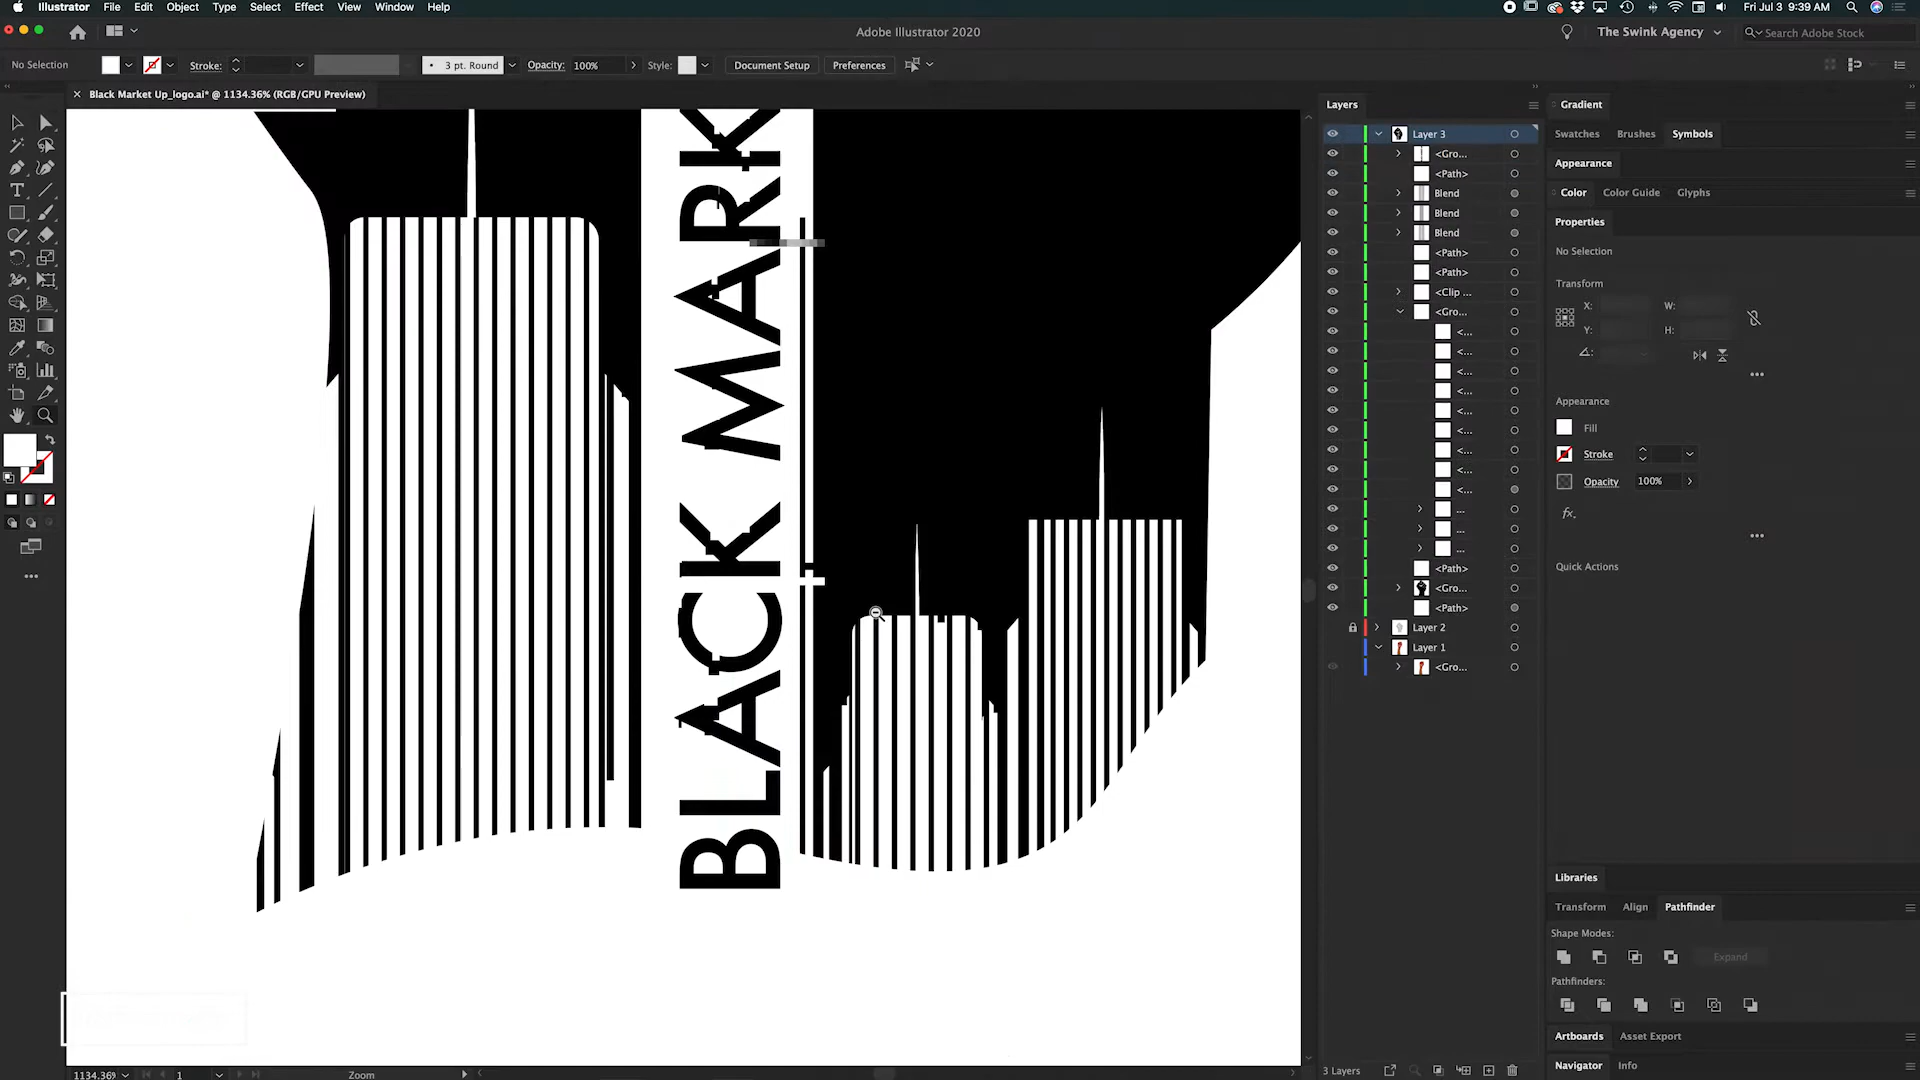 Illustrator File Edit Object Type Select Effect View Window Help
Fri Jul 3 9:39 AM
Adobe Illustrator 2020
The Swink Agency
Search Adobe Stock
No Selection
Stroke:
3 pt. Round
Opacity: 100%
Style:
Document Setup
Preferences
Black Market Up_logo.ai* @ 1134.36% (RGB/GPU Preview)
BLACK MARK
Layers
Layer 3
<Gro...
<Path>
Blend
Blend
Blend
<Path>
<Path>
<Clip ...
<Gro...
<...
<...
<...
<...
<...
<...
<...
<...
<...
...
...
...
<Path>
<Gro...
<Path>
Layer 2
Layer 1
<Gro...
3 Layers
Gradient
Swatches Brushes Symbols
Appearance
Color Color Guide Glyphs
Properties
No Selection
Transform
X: W:
Y: H:
Appearance
Fill
Stroke
Opacity 100%
fx.
Quick Actions
Libraries
Transform Align Pathfinder
Shape Modes:
Expand
Pathfinders:
Artboards Asset Export
Navigator Info
1134.36% 1 Zoom